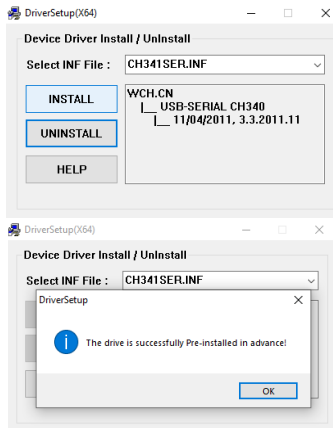 DriverSetup(X64)
Device Driver Install / UnInstall
Select INF File : CH341SER.INF
INSTALL
UNINSTALL
HELP
WCH.CN
|__ USB-SERIAL CH340
|__ 11/04/2011, 3.3.2011.11
DriverSetup(X64)
Device Driver Install / UnInstall
Select INF File : CH341SER.INF
DriverSetup
The drive is successfully Pre-installed in advance!
OK